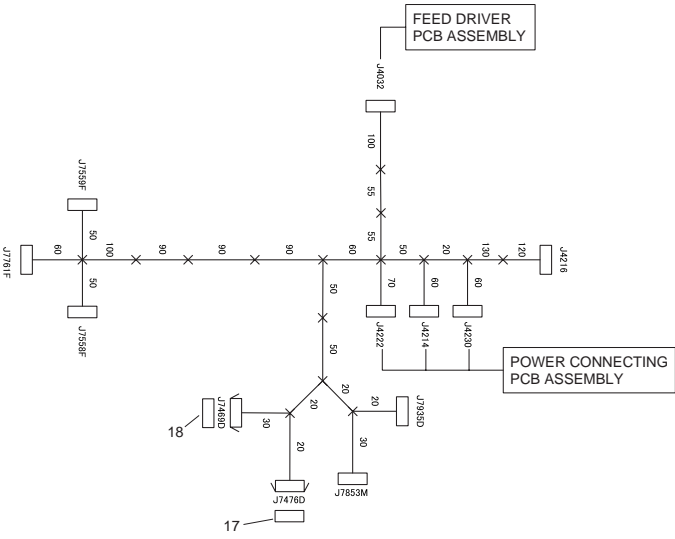 FEED DRIVER
PCB ASSEMBLY
J4032
100
55
55
J7559F
50
J7761F
60
100
90
90
90
60
50
20
130
120
J4216
50
J7558F
70
60
60
J4222
J4214
J4230
POWER CONNECTING
PCB ASSEMBLY
50
50
20
20
20
J7935D
18
J7469D
30
20
30
J7476D
J7853M
17